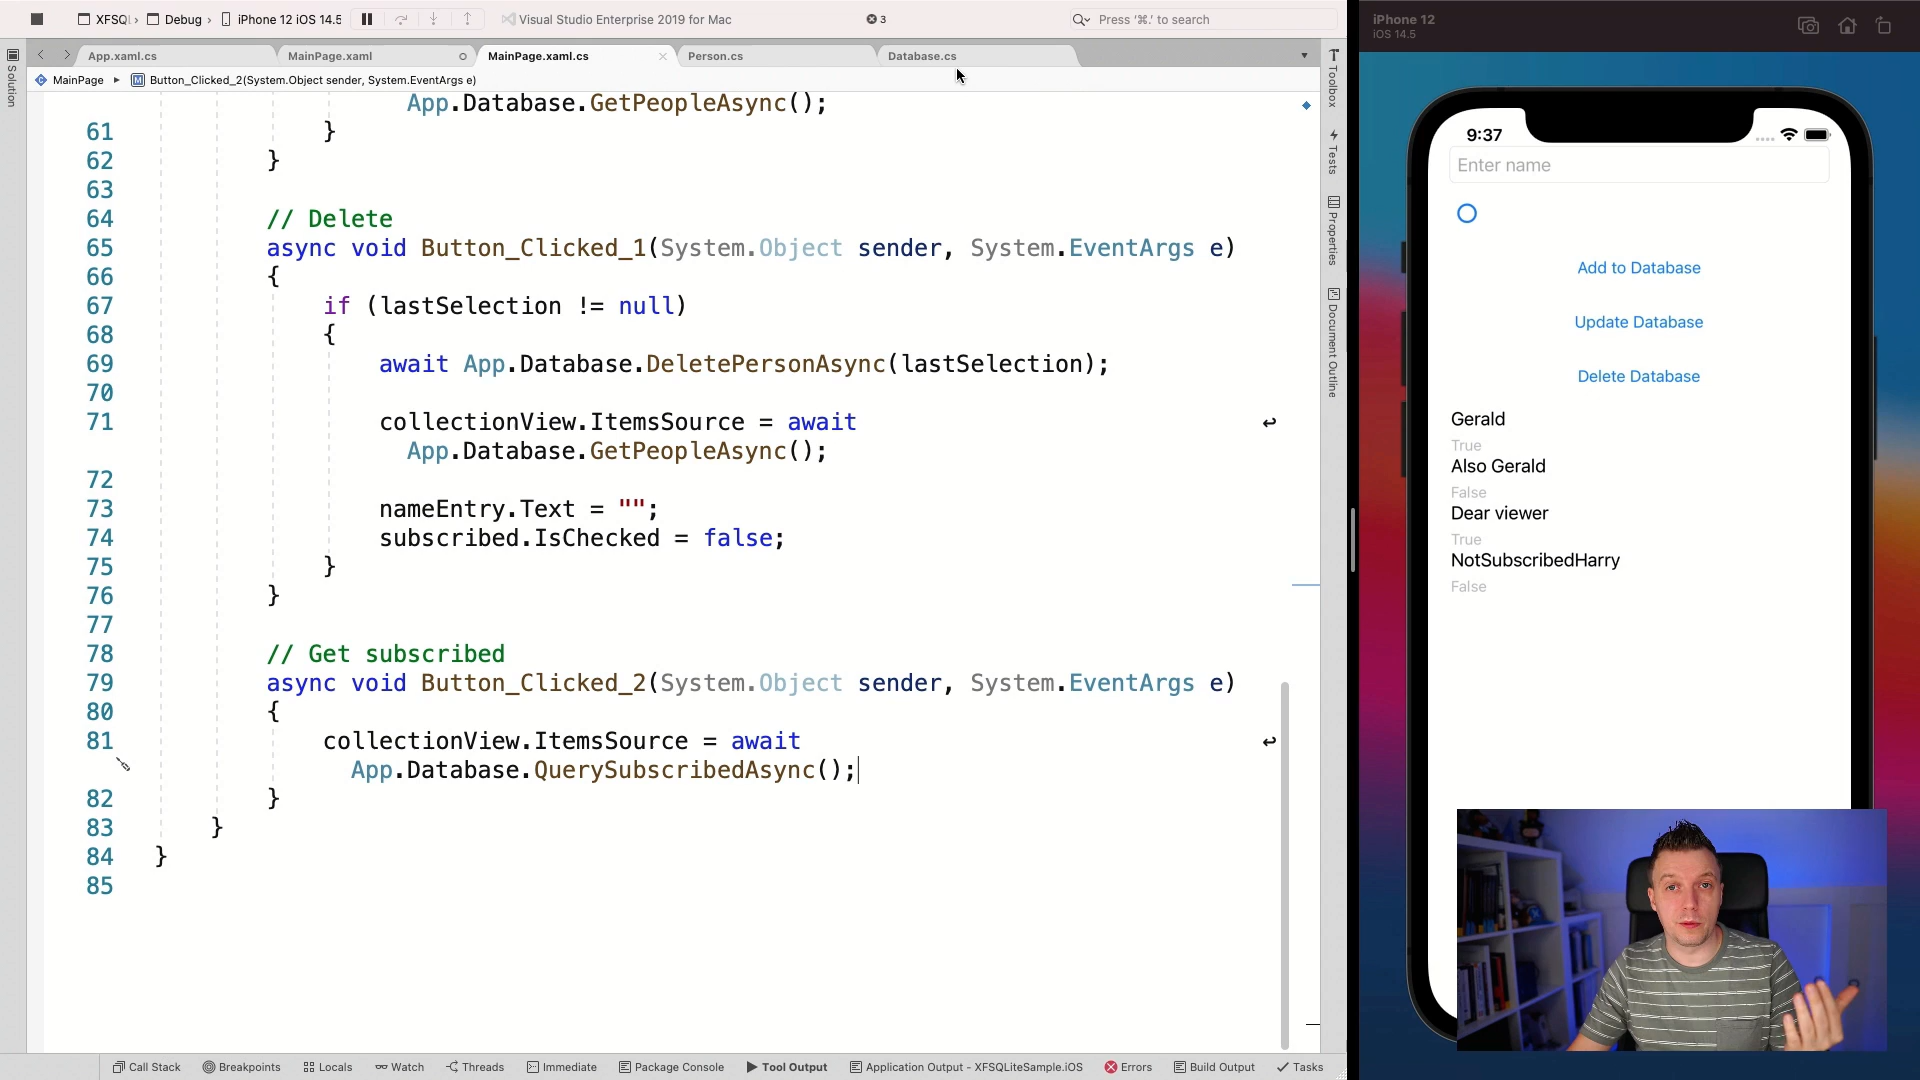 XFSQL
Debug
iPhone 12 iOS 14.5
Visual Studio Enterprise 2019 for Mac
3
Press '⌘.' to search
App.xaml.cs
MainPage.xaml
MainPage.xaml.cs
Person.cs
Database.cs
MainPage
Button_Clicked_2(System.Object sender, System.EventArgs e)
Solution
App.Database.GetPeopleAsync();
61 }
62 }
63
64 // Delete
65 async void Button_Clicked_1(System.Object sender, System.EventArgs e)
66 {
67 if (lastSelection != null)
68 {
69 await App.Database.DeletePersonAsync(lastSelection);
70
71 collectionView.ItemsSource = await
App.Database.GetPeopleAsync();
72
73 nameEntry.Text = "";
74 subscribed.IsChecked = false;
75 }
76 }
77
78 // Get subscribed
79 async void Button_Clicked_2(System.Object sender, System.EventArgs e)
80 {
81 collectionView.ItemsSource = await
App.Database.QuerySubscribedAsync();
82 }
83 }
84 }
85
Toolbox
Tests
Properties
Document Outline
Call Stack
Breakpoints
Locals
Watch
Threads
Immediate
Package Console
Tool Output
Application Output - XFSQLiteSample.iOS
Errors
Build Output
Tasks
iPhone 12
iOS 14.5
9:37
Enter name
Add to Database
Update Database
Delete Database
Gerald
True
Also Gerald
False
Dear viewer
True
NotSubscribedHarry
False